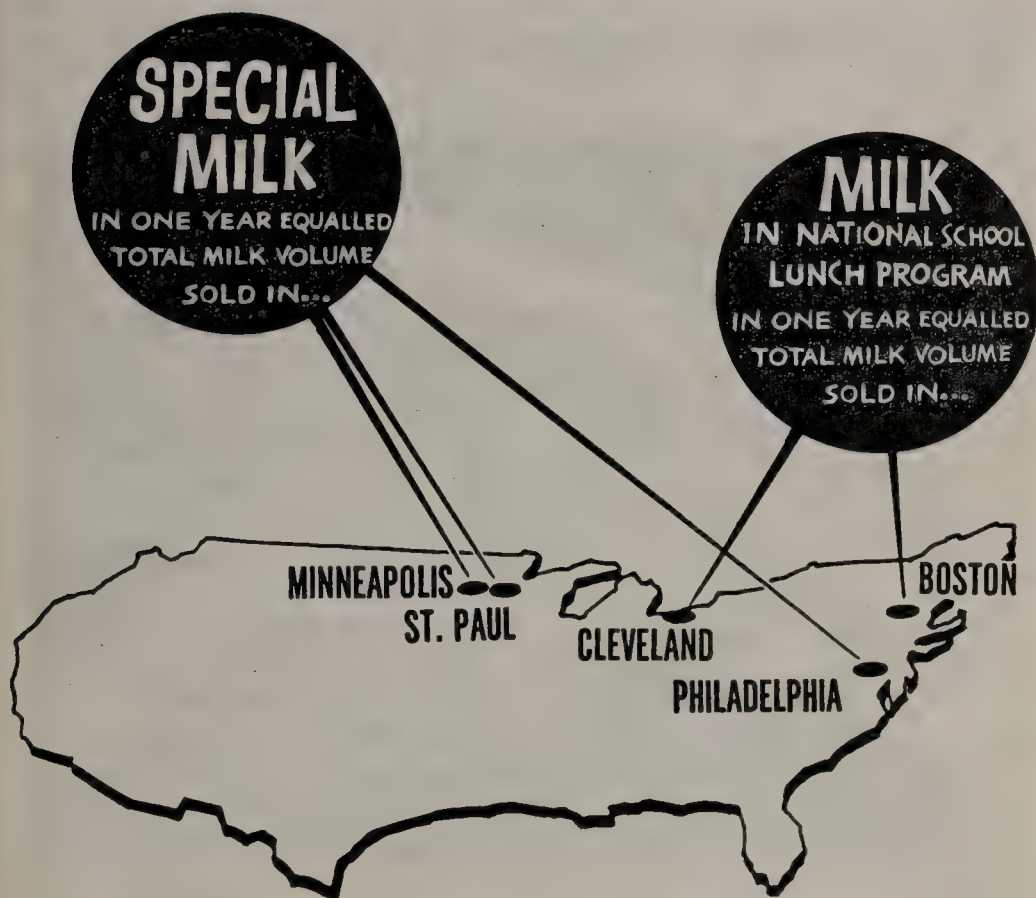 SPECIAL
MILK
IN ONE YEAR EQUALLED
TOTAL MILK VOLUME
SOLD IN...
MILK
IN NATIONAL SCHOOL
LUNCH PROGRAM
IN ONE YEAR EQUALLED
TOTAL MILK VOLUME
SOLD IN...
MINNEAPOLIS
ST. PAUL
CLEVELAND
BOSTON
PHILADELPHIA